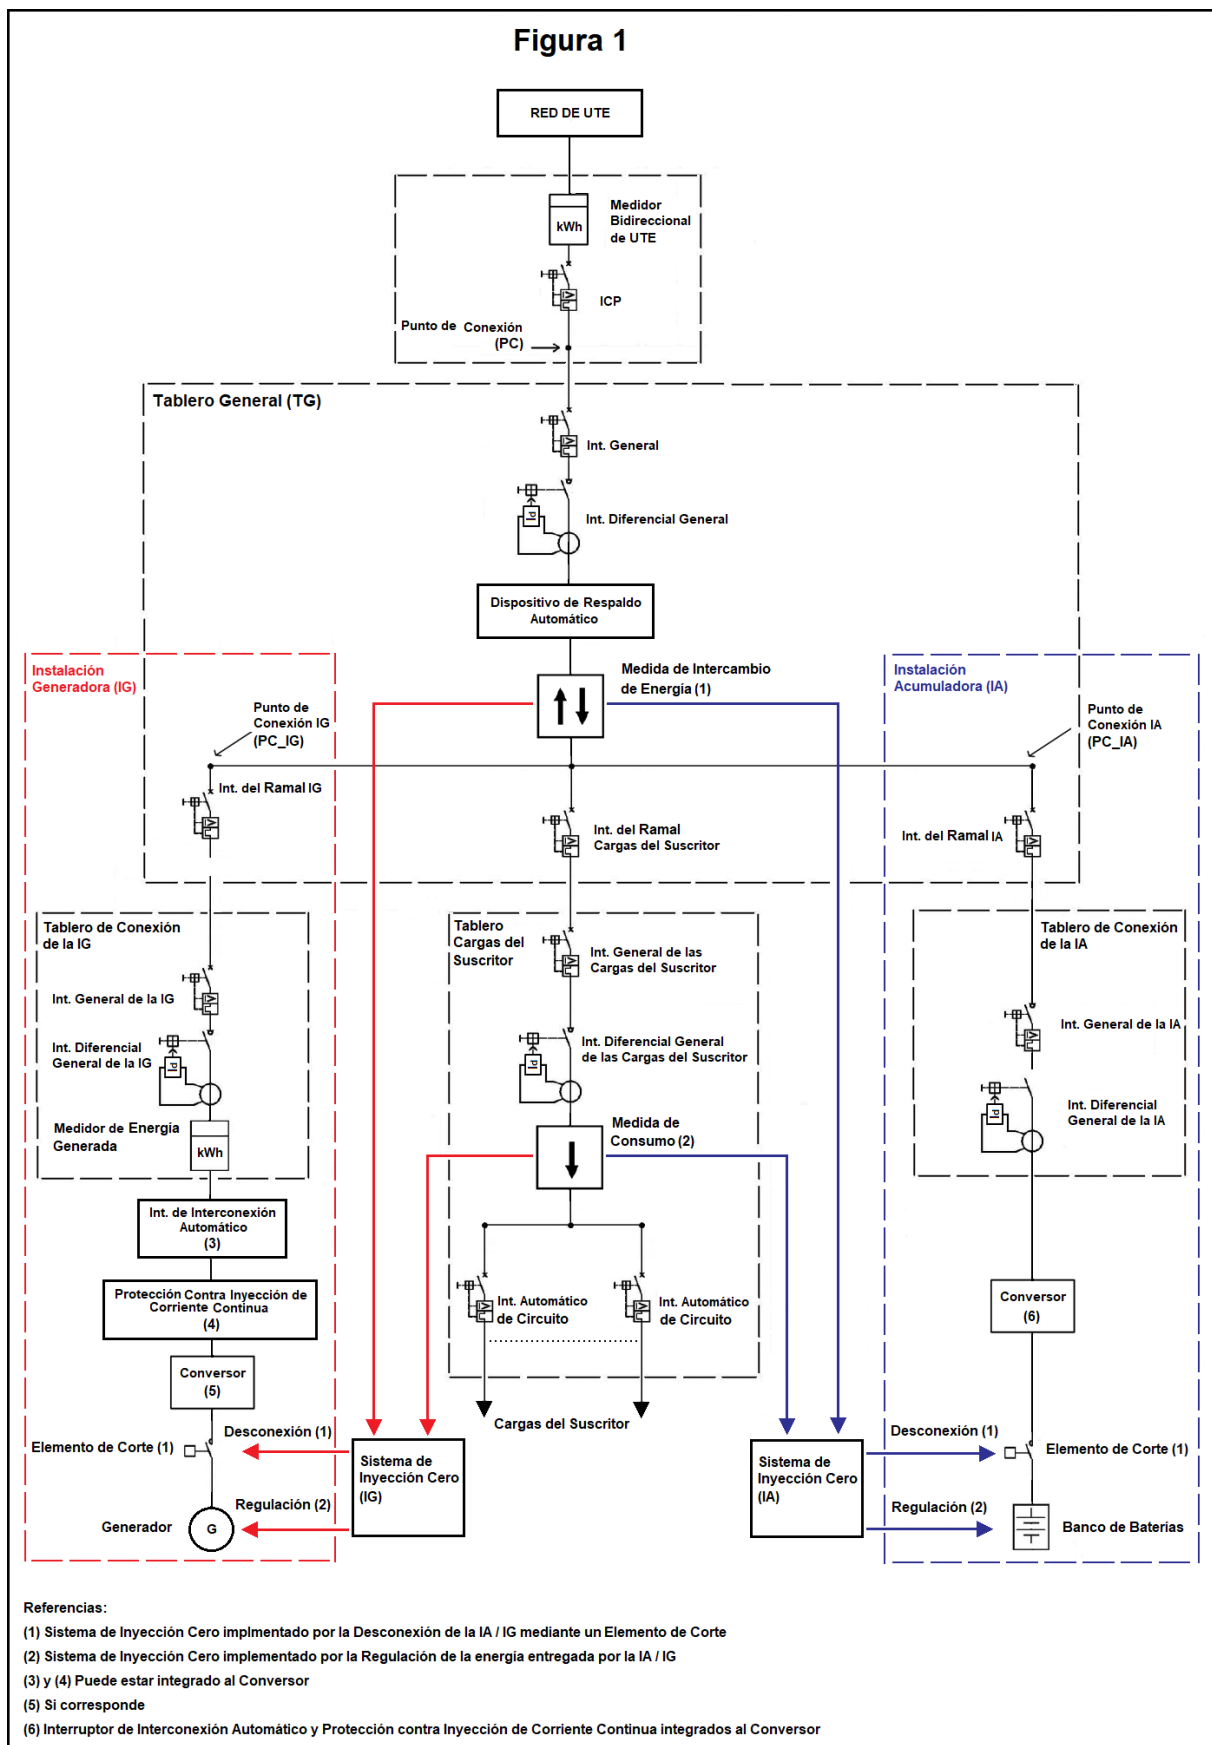 Figura 1
RED DE UTE
Medidor
Bidireccional
de UTE
kWh
ICP
Punto de Conexión
(PC)
Tablero General (TG)
Int. General
Id
Int. Diferencial General
Dispositivo de Respaldo
Automático
Instalación
Generadora (IG)
Medida de Intercambio
de Energía (1)
Instalación
Acumuladora (IA)
Punto de
Conexión IG
(PC_IG)
Punto de
Conexión IA
(PC_IA)
Int. del Ramal IG
Int. del Ramal
Cargas del Suscritor
Int. del Ramal IA
Tablero de Conexión
de la IG
Tablero
Cargas del
Suscritor
Tablero de Conexión
de la IA
Int. General de las
Cargas del Suscritor
Int. General de la IG
Int. General de la IA
Int. Diferencial
General de la IG
Id
Int. Diferencial General
de las Cargas del Suscritor
Id
Int. Diferencial
General de la IA
Id
Medidor de Energía
Generada
kWh
Medida de
Consumo (2)
Int. de Interconexión
Automático
(3)
Protección Contra Inyección de
Corriente Continua
(4)
Int. Automático
de Circuito
Int. Automático
de Circuito
Conversor
(6)
Conversor
(5)
Cargas del Suscritor
Desconexión (1)
Elemento de Corte (1)
Sistema de
Inyección Cero
(IG)
Sistema de
Inyección Cero
(IA)
Desconexión (1)
Elemento de Corte (1)
Regulación (2)
Generador
G
Regulación (2)
Banco de Baterías
Referencias:
(1) Sistema de Inyección Cero implmentado por la Desconexión de la IA / IG mediante un Elemento de Corte
(2) Sistema de Inyección Cero implementado por la Regulación de la energía entregada por la IA / IG
(3) y (4) Puede estar integrado al Conversor
(5) Si corresponde
(6) Interruptor de Interconexión Automático y Protección contra Inyección de Corriente Continua integrados al Conversor